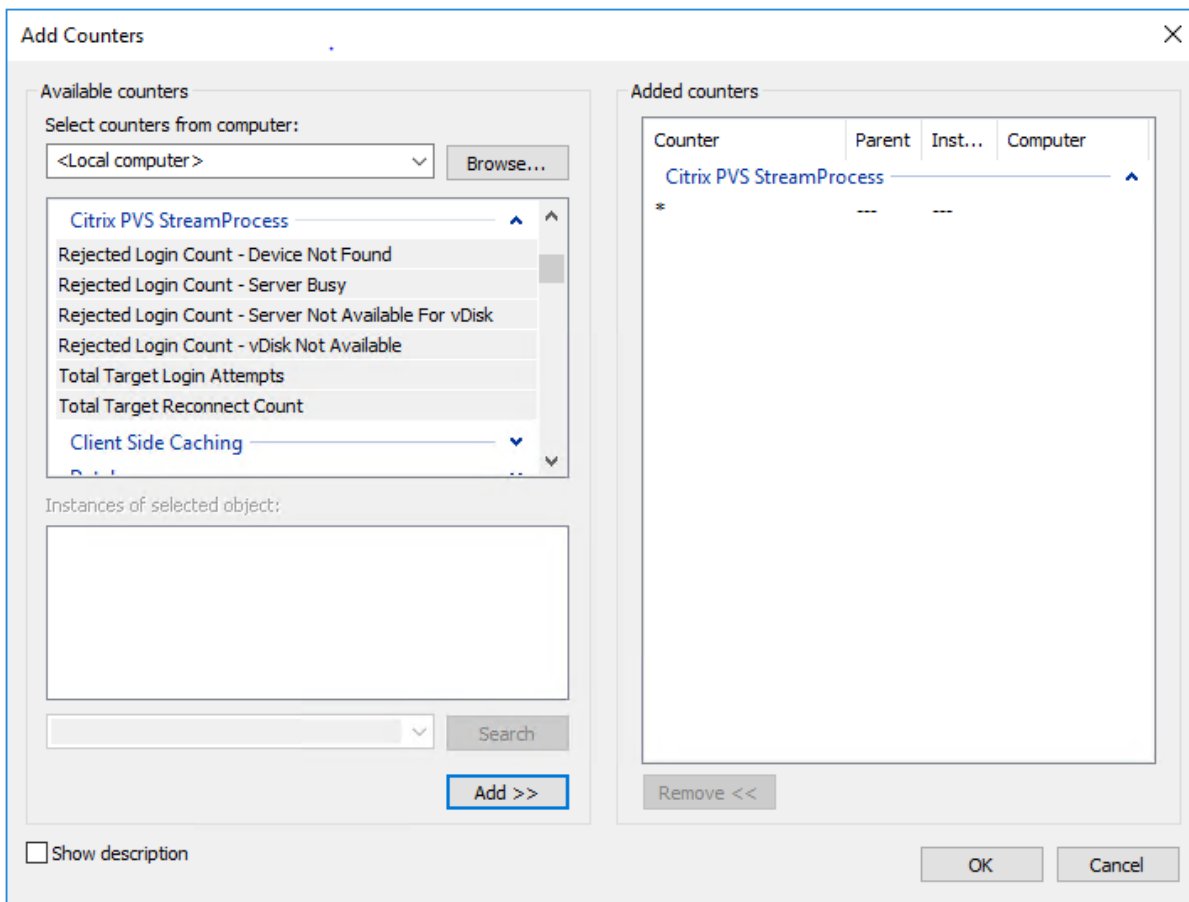 Add Counters
Available counters
Select counters from computer:
<Local computer>
Browse...
Citrix PVS StreamProcess
Rejected Login Count - Device Not Found
Rejected Login Count - Server Busy
Rejected Login Count - Server Not Available For vDisk
Rejected Login Count - vDisk Not Available
Total Target Login Attempts
Total Target Reconnect Count
Client Side Caching
Instances of selected object:
Search
Add >>
Show description
Added counters
Counter Parent Inst... Computer
Citrix PVS StreamProcess
* --- ---
Remove <<
OK Cancel